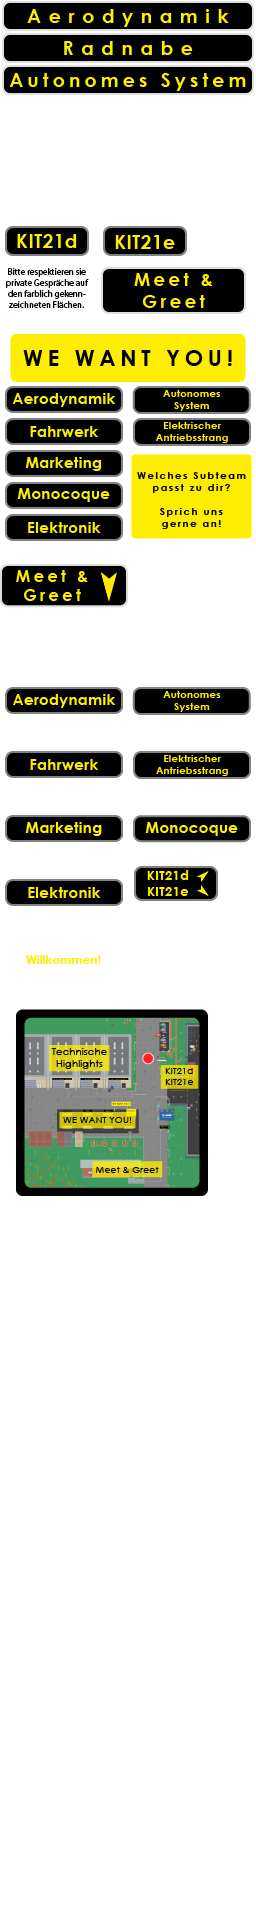 Aerodynamik
Radnabe
Autonomes System
KIT21d
KIT21e
Bitte respektieren sie
private Gespräche auf
den farblich gekenn-
zeichneten Flächen.
Meet &
Greet
WE WANT YOU!
Aerodynamik
Autonomes
System
Fahrwerk
Elektrischer
Antriebsstrang
Marketing
Monocoque
Elektronik
Welches Subteam
passt zu dir?
Sprich uns
gerne an!
Meet &
Greet
Aerodynamik
Autonomes
System
Fahrwerk
Elektrischer
Antriebsstrang
Marketing
Monocoque
Elektronik
KIT21d
KIT21e
Willkommen!
Technische
Highlights
KIT21d
KIT21e
WE WANT YOU!
Meet & Greet